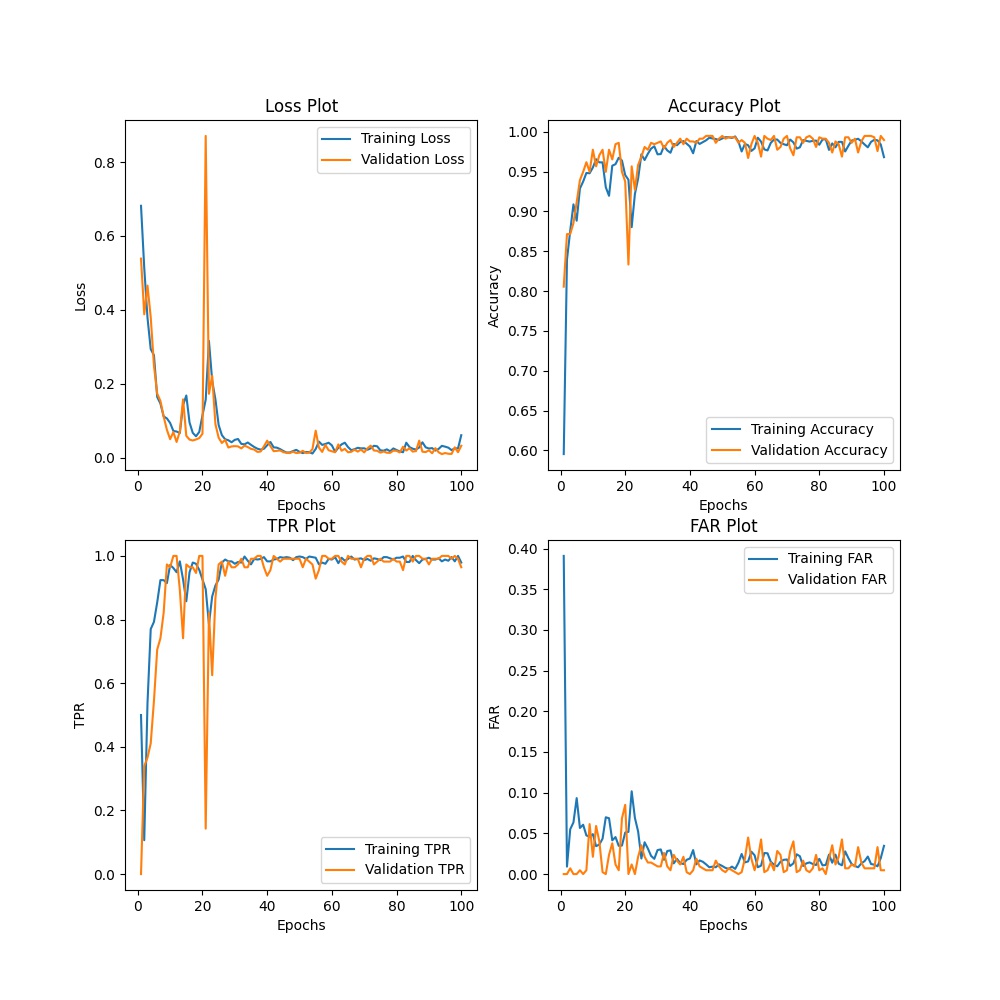 Loss Plot
Training Loss
Validation Loss
0.8
0.6
0.4
0.2
0.0
Loss
0 20 40 60 80 100
Epochs
Accuracy Plot
1.00
0.95
0.90
0.85
0.80
0.75
0.70
0.65
0.60
Accuracy
Training Accuracy
Validation Accuracy
0 20 40 60 80 100
Epochs
TPR Plot
1.0
0.8
0.6
0.4
0.2
0.0
TPR
Training TPR
Validation TPR
0 20 40 60 80 100
Epochs
FAR Plot
Training FAR
Validation FAR
0.40
0.35
0.30
0.25
0.20
0.15
0.10
0.05
0.00
FAR
0 20 40 60 80 100
Epochs